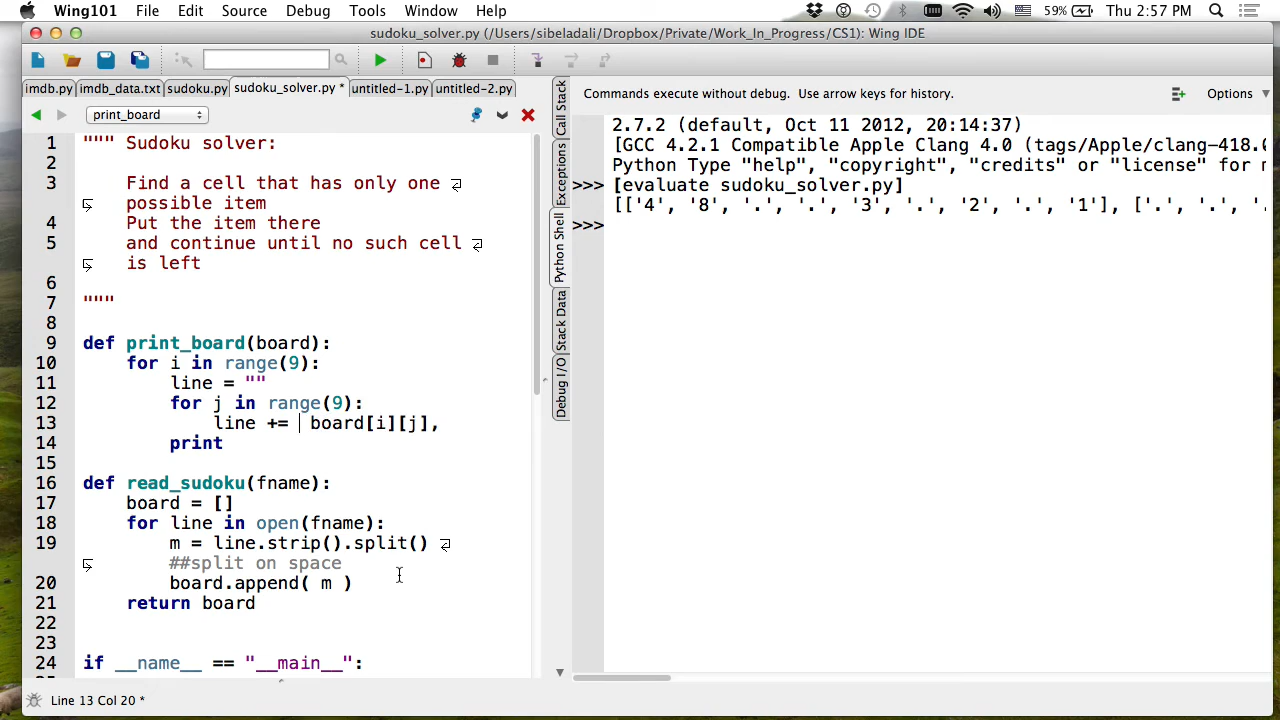 Wing101 File Edit Source Debug Tools Window Help 59% Thu 2:57 PM
sudoku_solver.py (/Users/sibeladali/Dropbox/Private/Work_In_Progress/CS1): Wing IDE
imdb.py imdb_data.txt sudoku.py sudoku_solver.py * untitled-1.py untitled-2.py
print_board
1 """ Sudoku solver:
2
3 Find a cell that has only one
possible item
4 Put the item there
5 and continue until no such cell
is left
6
7 """
8
9 def print_board(board):
10 for i in range(9):
11 line = ""
12 for j in range(9):
13 line += board[i][j],
14 print
15
16 def read_sudoku(fname):
17 board = []
18 for line in open(fname):
19 m = line.strip().split()
##split on space
20 board.append( m )
21 return board
22
23
24 if __name__ == "__main__":
Line 13 Col 20 *
Call Stack
Exceptions
Python Shell
Stack Data
Debug I/O
Commands execute without debug. Use arrow keys for history. Options
2.7.2 (default, Oct 11 2012, 20:14:37)
[GCC 4.2.1 Compatible Apple Clang 4.0 (tags/Apple/clang-418.0
Python Type "help", "copyright", "credits" or "license" for
>>> [evaluate sudoku_solver.py]
[['4', '8', '.', '.', '3', '.', '2', '.', '1'], ['.', '.', '.
>>>